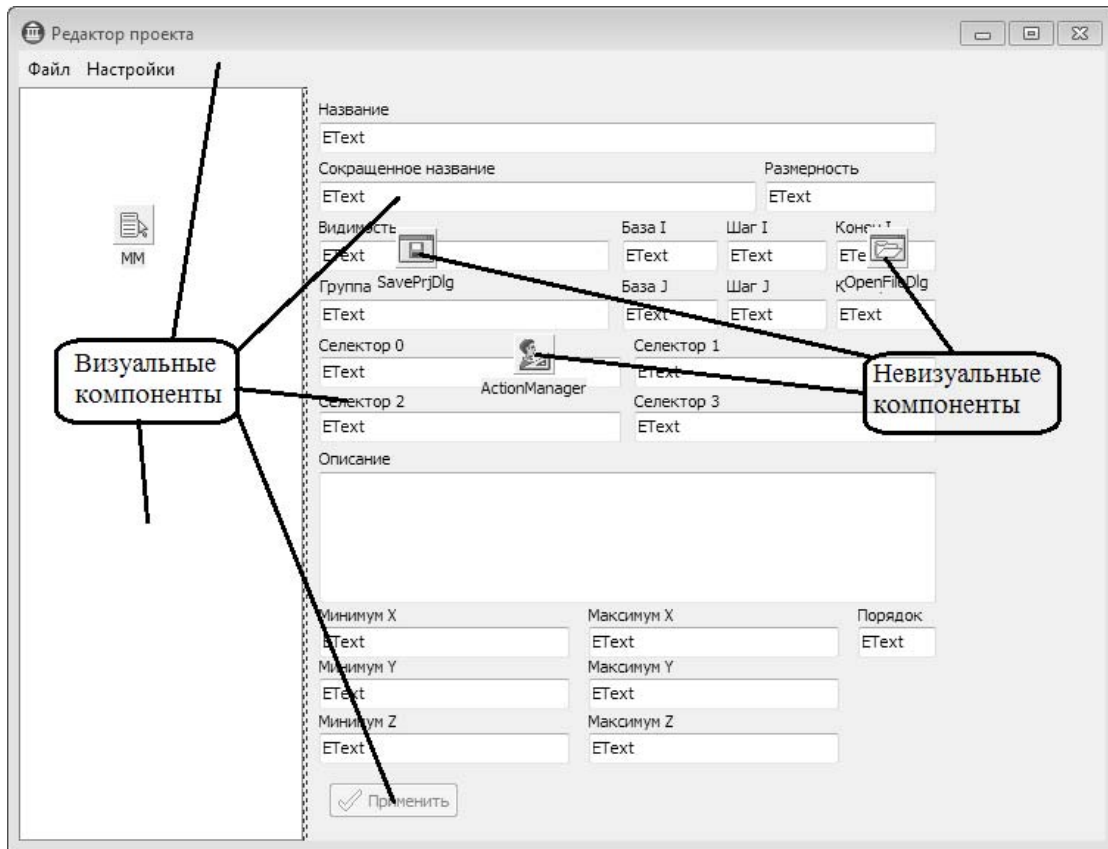 Редактор проекта
Файл Настройки
Название
EText
Сокращенное название Размерность
EText EText
Видимость База I Шаг I Конец I
EText EText EText ETe
MM
SavePrjDlg OpenFileDlg
Группа База J Шаг J К
EText EText EText EText
Селектор 0 Селектор 1
EText EText
ActionManager
Визуальные
компоненты
Невизуальные
компоненты
Селектор 2 Селектор 3
EText EText
Описание
Минимум X Максимум X Порядок
EText EText EText
Минимум Y Максимум Y
EText EText
Минимум Z Максимум Z
EText EText
Применить